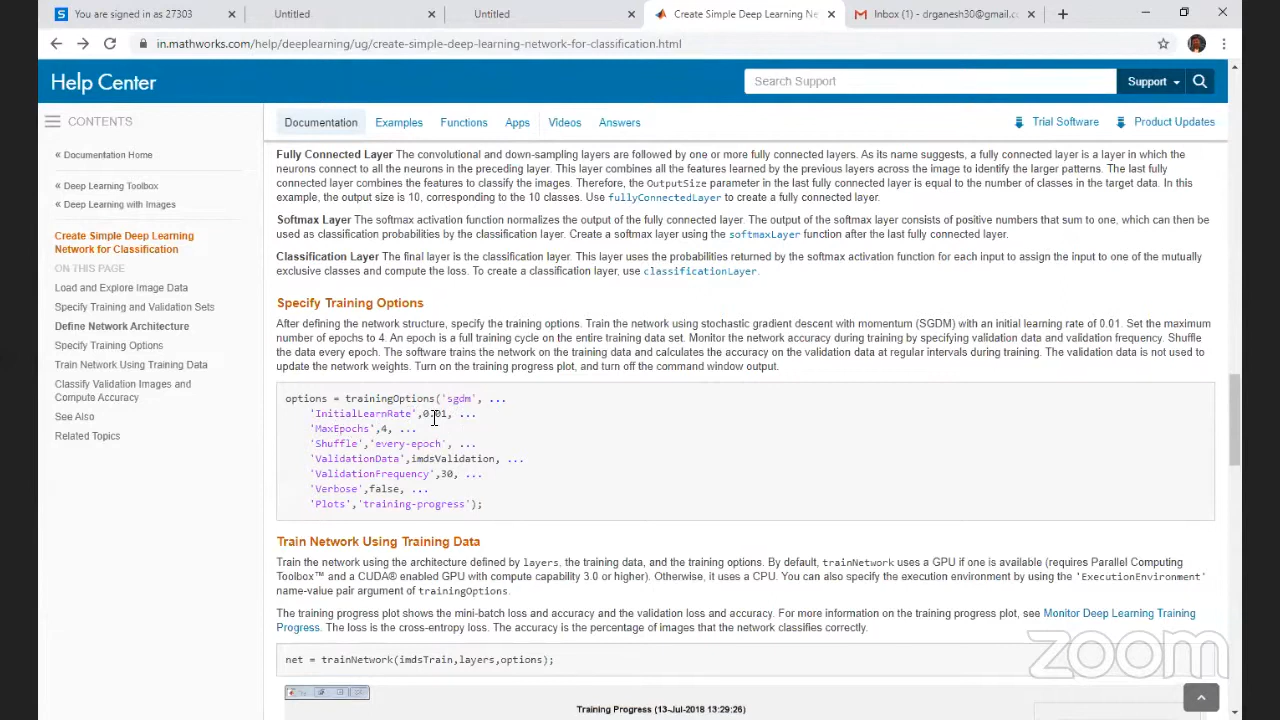 You are signed in as 27303
Untitled
Untitled
Create Simple Deep Learning Ne
Inbox (1) - drganesh30@gmail.c
in.mathworks.com/help/deeplearning/ug/create-simple-deep-learning-network-for-classification.html
Help Center
Search Support
Support
CONTENTS
Documentation
Examples
Functions
Apps
Videos
Answers
Trial Software
Product Updates
« Documentation Home
« Deep Learning Toolbox
« Deep Learning with Images
Create Simple Deep Learning
Network for Classification
ON THIS PAGE
Load and Explore Image Data
Specify Training and Validation Sets
Define Network Architecture
Specify Training Options
Train Network Using Training Data
Classify Validation Images and
Compute Accuracy
See Also
Related Topics
Fully Connected Layer The convolutional and down-sampling layers are followed by one or more fully connected layers. As its name suggests, a fully connected layer is a layer in which the
neurons connect to all the neurons in the preceding layer. This layer combines all the features learned by the previous layers across the image to identify the larger patterns. The last fully
connected layer combines the features to classify the images. Therefore, the OutputSize parameter in the last fully connected layer is equal to the number of classes in the target data. In this
example, the output size is 10, corresponding to the 10 classes. Use fullyConnectedLayer to create a fully connected layer.
Softmax Layer The softmax activation function normalizes the output of the fully connected layer. The output of the softmax layer consists of positive numbers that sum to one, which can then be
used as classification probabilities by the classification layer. Create a softmax layer using the softmaxLayer function after the last fully connected layer.
Classification Layer The final layer is the classification layer. This layer uses the probabilities returned by the softmax activation function for each input to assign the input to one of the mutually
exclusive classes and compute the loss. To create a classification layer, use classificationLayer.
Specify Training Options
After defining the network structure, specify the training options. Train the network using stochastic gradient descent with momentum (SGDM) with an initial learning rate of 0.01. Set the maximum
number of epochs to 4. An epoch is a full training cycle on the entire training data set. Monitor the network accuracy during training by specifying validation data and validation frequency. Shuffle
the data every epoch. The software trains the network on the training data and calculates the accuracy on the validation data at regular intervals during training. The validation data is not used to
update the network weights. Turn on the training progress plot, and turn off the command window output.
options = trainingOptions('sgdm', ...
'InitialLearnRate',0.01, ...
'MaxEpochs',4, ...
'Shuffle','every-epoch', ...
'ValidationData',imdsValidation, ...
'ValidationFrequency',30, ...
'Verbose',false, ...
'Plots','training-progress');
Train Network Using Training Data
Train the network using the architecture defined by layers, the training data, and the training options. By default, trainNetwork uses a GPU if one is available (requires Parallel Computing
Toolbox™ and a CUDA® enabled GPU with compute capability 3.0 or higher). Otherwise, it uses a CPU. You can also specify the execution environment by using the 'ExecutionEnvironment'
name-value pair argument of trainingOptions.
The training progress plot shows the mini-batch loss and accuracy and the validation loss and accuracy. For more information on the training progress plot, see Monitor Deep Learning Training
Progress. The loss is the cross-entropy loss. The accuracy is the percentage of images that the network classifies correctly.
net = trainNetwork(imdsTrain,layers,options);
Training Progress (13-Jul-2018 13:29:26)
zoom